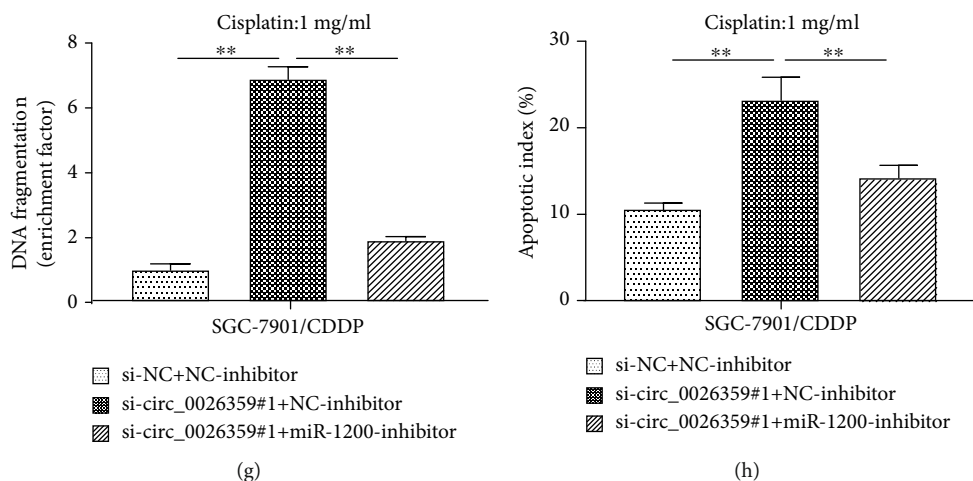 Cisplatin:1 mg/ml
** **
8
6
4
2
0
DNA fragmentation
(enrichment factor)
SGC-7901/CDDP
si-NC+NC-inhibitor
si-circ_0026359#1+NC-inhibitor
si-circ_0026359#1+miR-1200-inhibitor
(g)
Cisplatin:1 mg/ml
** **
30
20
10
0
Apoptotic index (%)
SGC-7901/CDDP
si-NC+NC-inhibitor
si-circ_0026359#1+NC-inhibitor
si-circ_0026359#1+miR-1200-inhibitor
(h)